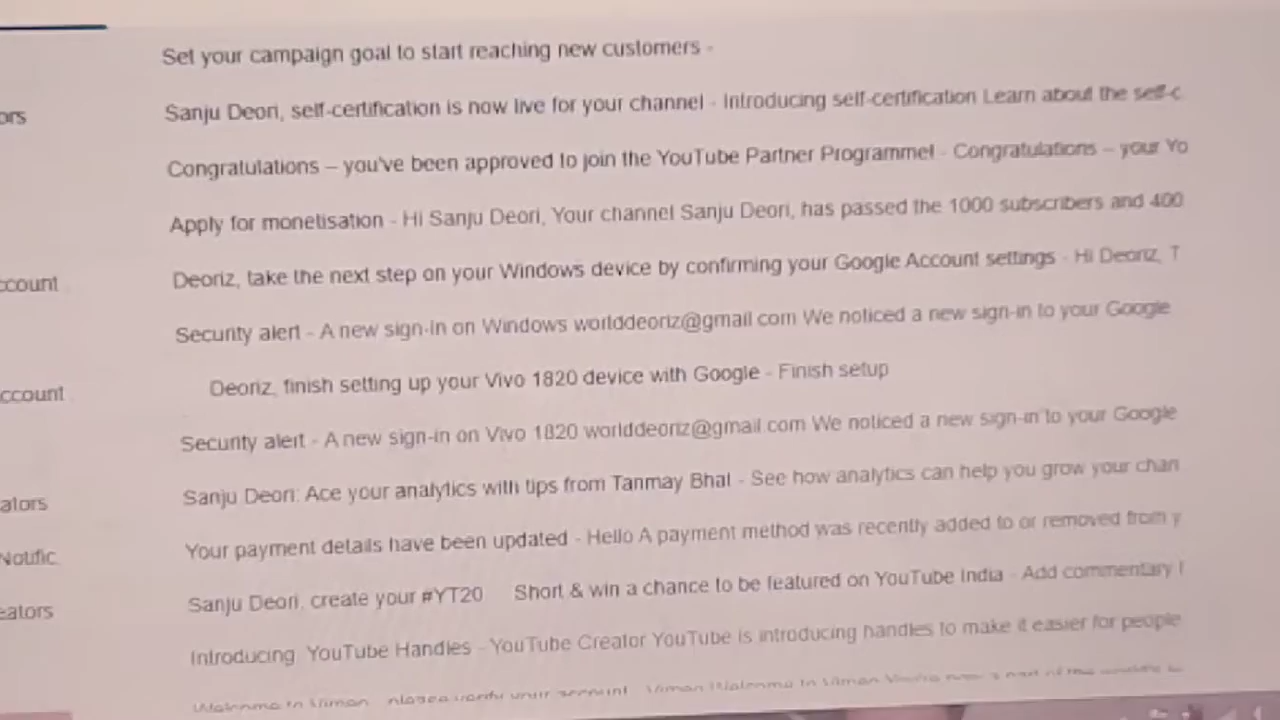 Set your campaign goal to start reaching new customers -
ors
Sanju Deori, self-certification is now live for your channel - Introducing self-certification Learn about the self-c
Congratulations – you've been approved to join the YouTube Partner Programme! - Congratulations – your Yo
Apply for monetisation - Hi Sanju Deori, Your channel Sanju Deori, has passed the 1000 subscribers and 400
ccount
Deoriz, take the next step on your Windows device by confirming your Google Account settings - Hi Deoriz, T
Security alert - A new sign-in on Windows worlddeoriz@gmail.com We noticed a new sign-in to your Google
ccount
Deoriz, finish setting up your Vivo 1820 device with Google - Finish setup
Security alert - A new sign-in on Vivo 1820 worlddeoriz@gmail.com We noticed a new sign-in to your Google
ators
Sanju Deori: Ace your analytics with tips from Tanmay Bhat - See how analytics can help you grow your chan
Notific.
Your payment details have been updated - Hello A payment method was recently added to or removed from y
eators
Sanju Deori, create your #YT20 Short & win a chance to be featured on YouTube India - Add commentary
Introducing YouTube Handles - YouTube Creator YouTube is introducing handles to make it easier for people
please verify your account